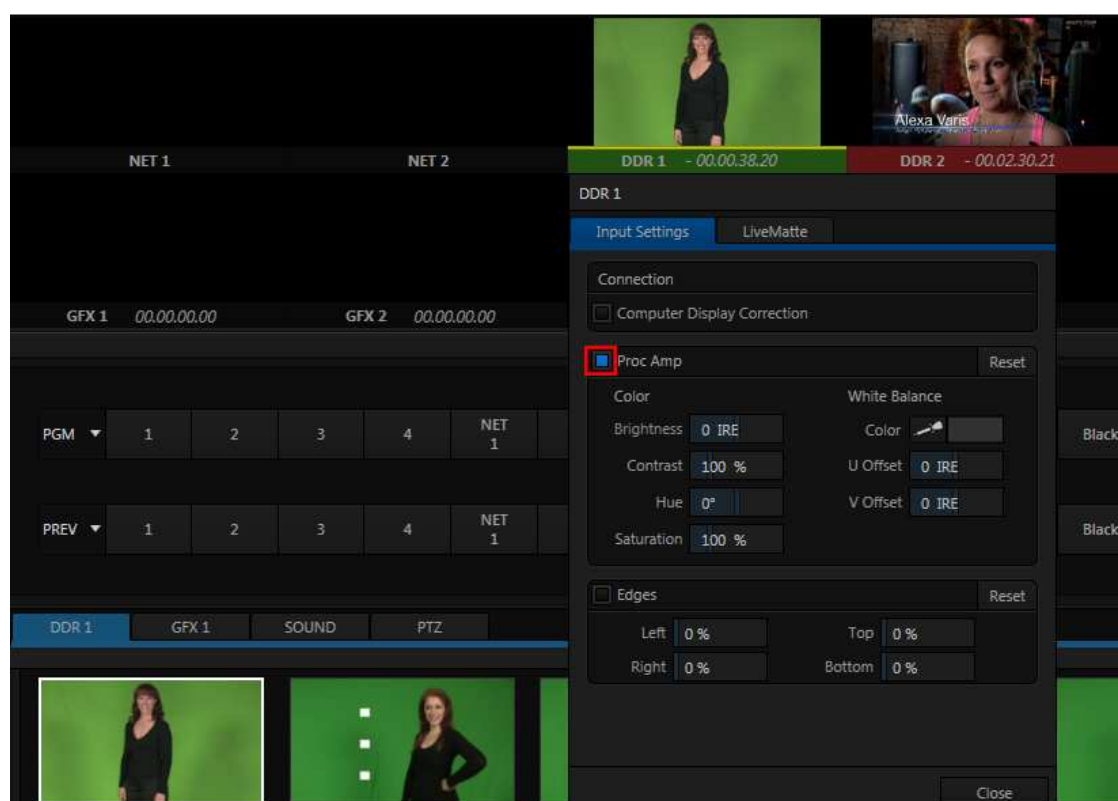 Alexa Varis
NET 1
NET 2
DDR 1 - 00.00.38.20
DDR 2 - 00.02.30.21
DDR 1
Input Settings
LiveMatte
Connection
Computer Display Correction
GFX 1 00.00.00.00
GFX 2 00.00.00.00
Proc Amp
Reset
Color
White Balance
Brightness 0 IRE
Color
Contrast 100 %
U Offset 0 IRE
Hue 0°
V Offset 0 IRE
Saturation 100 %
PGM 1 2 3 4 NET 1
Black
PREV 1 2 3 4 NET 1
Black
Edges
Reset
Left 0 %
Top 0 %
Right 0 %
Bottom 0 %
DDR 1
GFX 1
SOUND
PTZ
Close